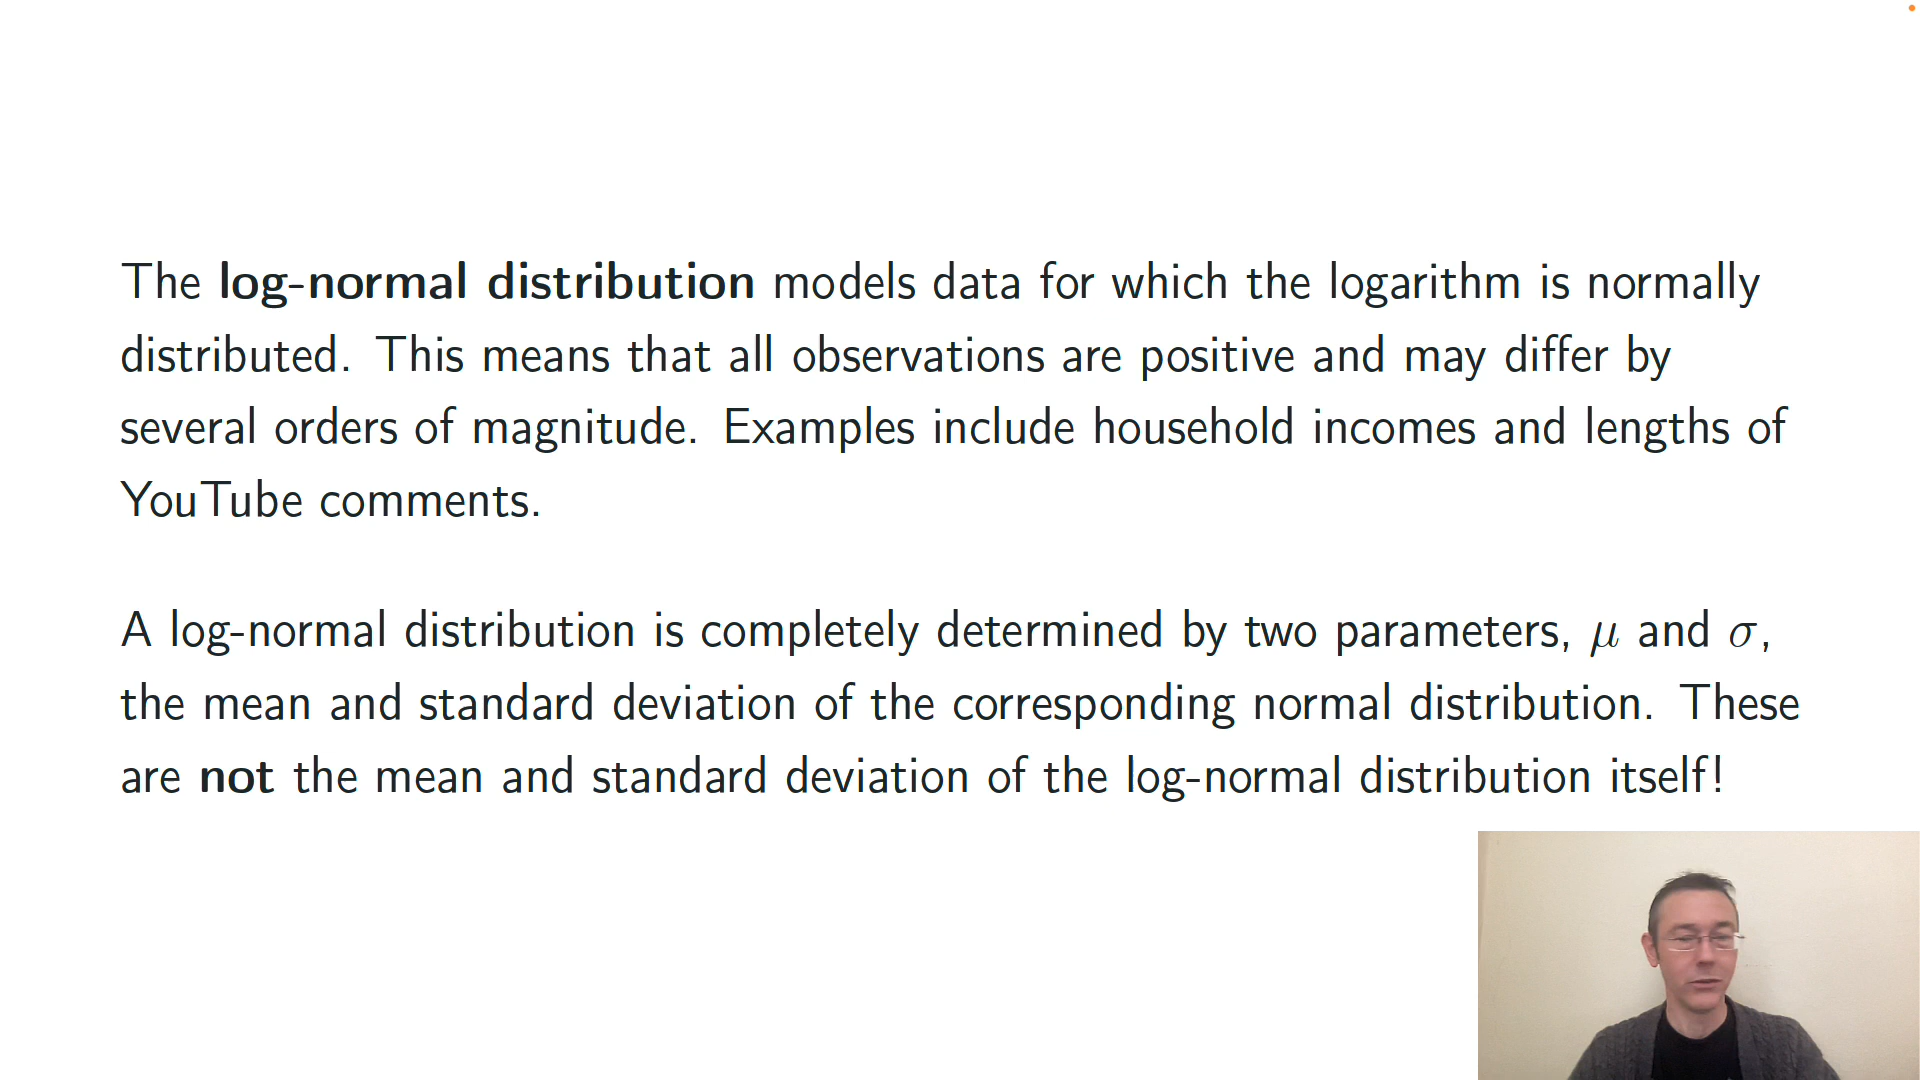 The log-normal distribution models data for which the logarithm is normally
distributed. This means that all observations are positive and may differ by
several orders of magnitude. Examples include household incomes and lengths of
YouTube comments.
A log-normal distribution is completely determined by two parameters, μ and σ,
the mean and standard deviation of the corresponding normal distribution. These
are not the mean and standard deviation of the log-normal distribution itself!